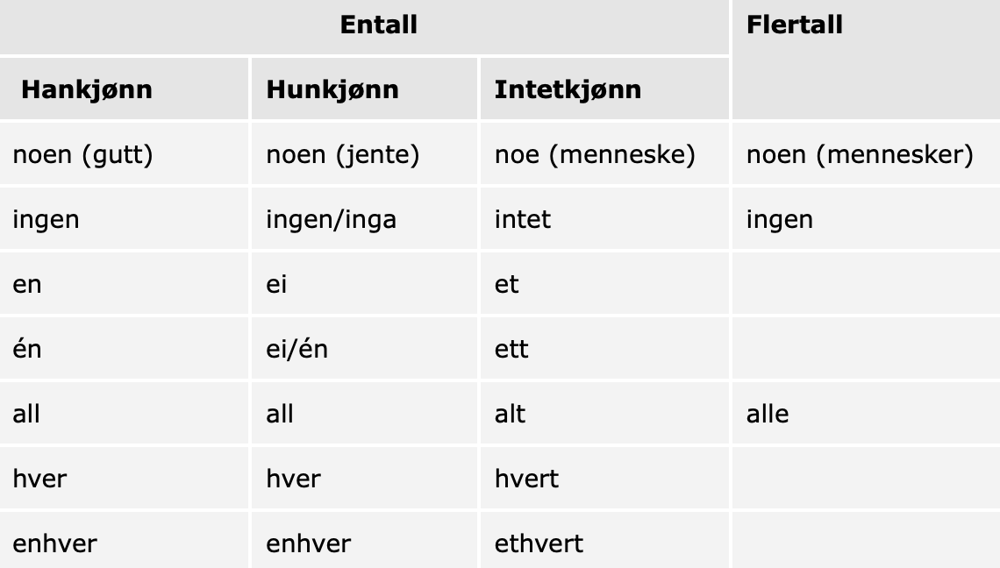 Entall Flertall
Hankjønn Hunkjønn Intetkjønn
noen (gutt) noen (jente) noe (menneske) noen (mennesker)
ingen ingen/inga intet ingen
en ei et
én ei/én ett
all all alt alle
hver hver hvert
enhver enhver ethvert